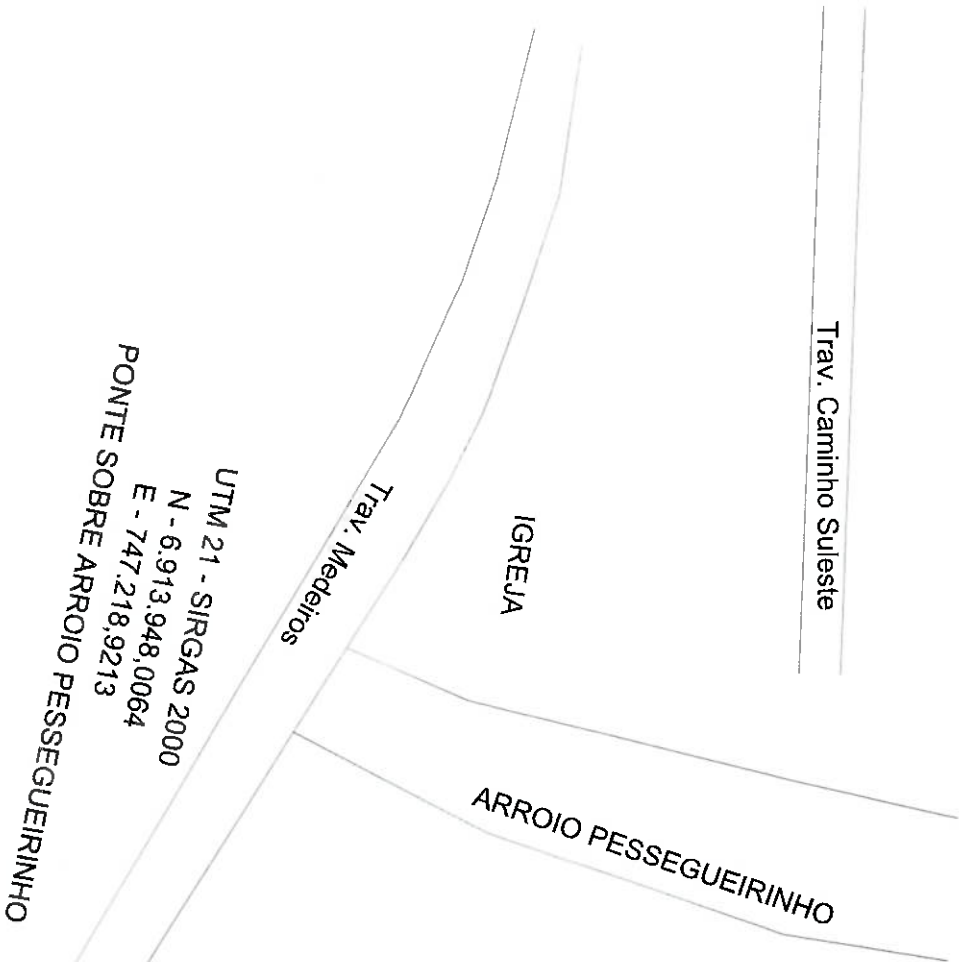 Trav. Caminho Suleste
IGREJA
Trav. Medeiros
ARROIO PESSEGUEIRINHO
UTM 21 - SIRGAS 2000
N - 6.913.948,0064
E - 747.218,9213
PONTE SOBRE ARROIO PESSEGUEIRINHO